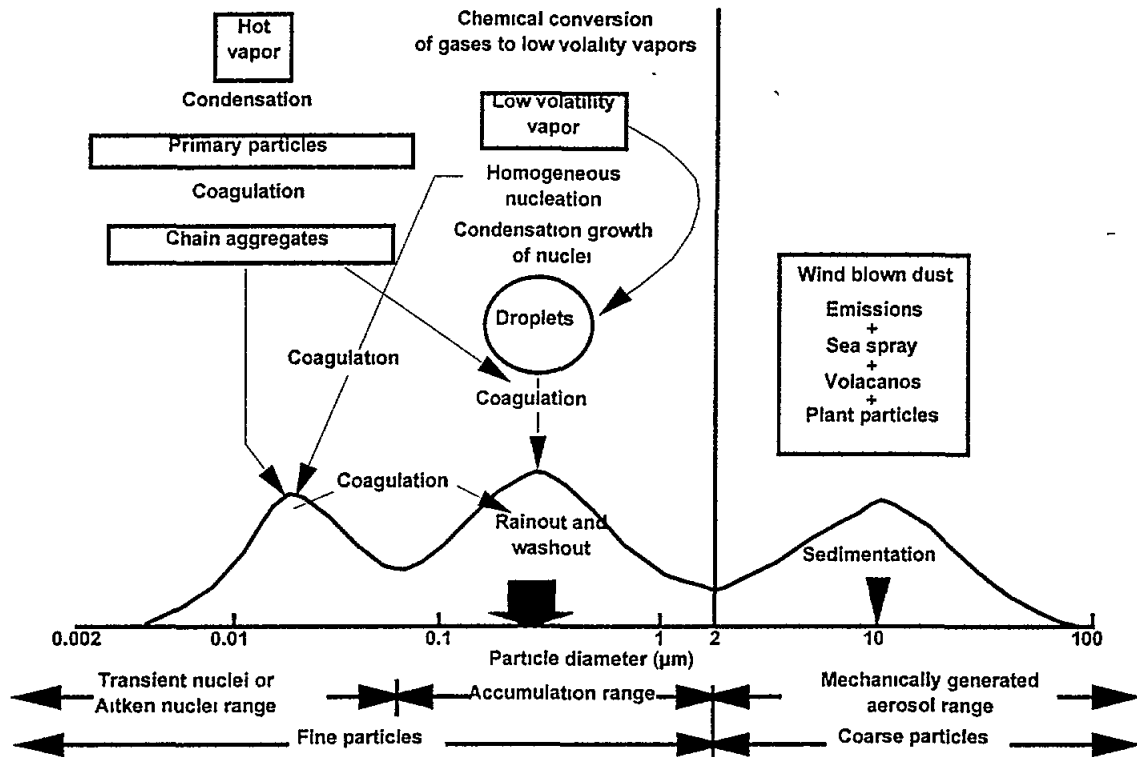 Hot
vapor
Condensation
Primary particles
Coagulation
Chain aggregates
Chemical conversion
of gases to low volality vapors
Low volatility
vapor
Homogeneous
nucleation
Condensation growth
of nuclei
Droplets
Coagulation
Coagulation
Coagulation
Rainout and
washout
Wind blown dust
Emissions
+
Sea spray
+
Volacanos
+
Plant particles
Sedimentation
0.002 0.01 0.1 1 2 10 100
Particle diameter (µm)
Transient nuclei or
Aitken nuclei range
Accumulation range
Mechanically generated
aerosol range
Fine particles
Coarse particles